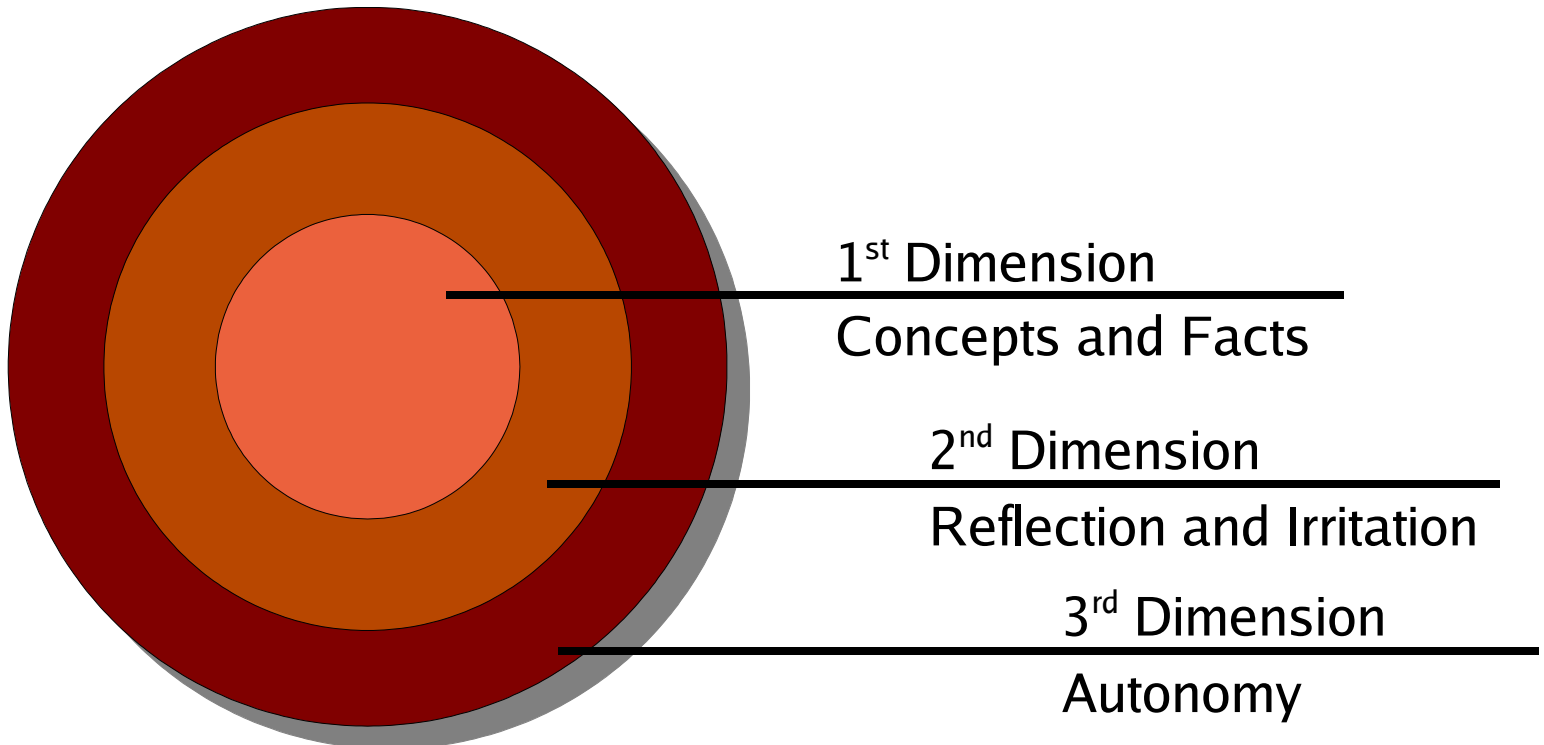 1st Dimension
Concepts and Facts
2nd Dimension
Reflection and Irritation
3rd Dimension
Autonomy